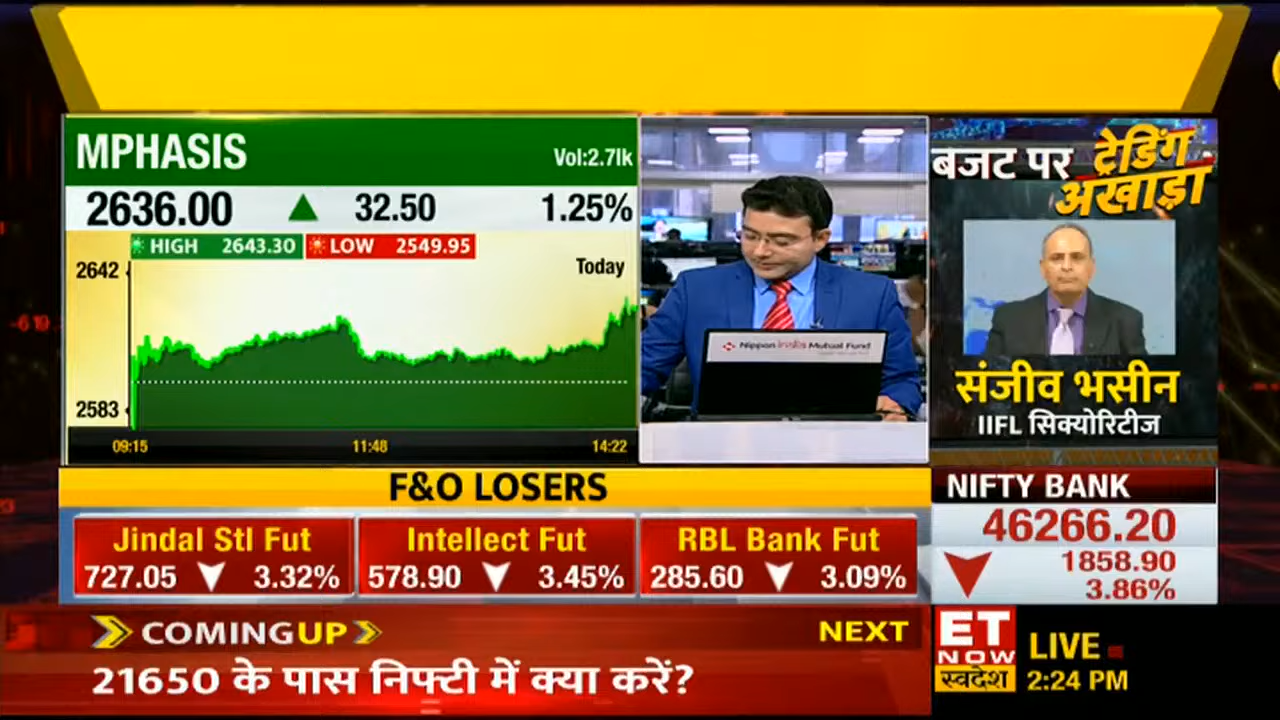 MPHASIS
Vol:2.7lk
2636.00 32.50 1.25%
HIGH 2643.30 LOW 2549.95
Today
2642
2583
09:15 11:48 14:22
Nippon india Mutual Fund
बजट पर ट्रेडिंग
अखाड़ा
संजीव भसीन
IIFL सिक्योरिटीज
F&O LOSERS
Jindal Stl Fut
727.05 3.32%
Intellect Fut
578.90 3.45%
RBL Bank Fut
285.60 3.09%
NIFTY BANK
46266.20
1858.90
3.86%
COMING UP
NEXT
21650 के पास निफ्टी में क्या करें?
ET
NOW
स्वदेश
LIVE
2:24 PM